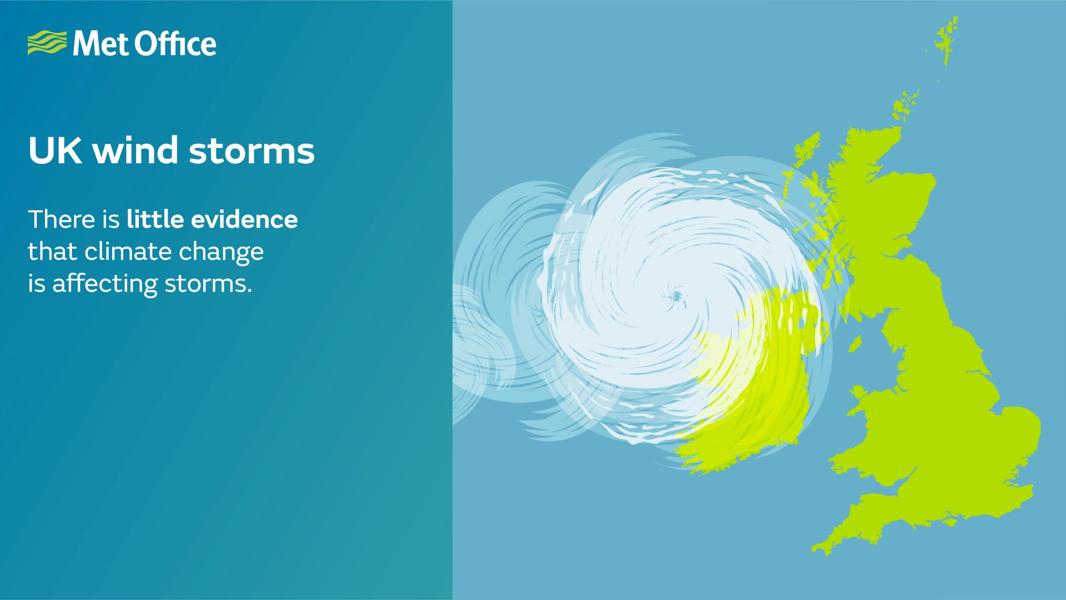 Met Office
UK wind storms
There is little evidence
that climate change
is affecting storms.